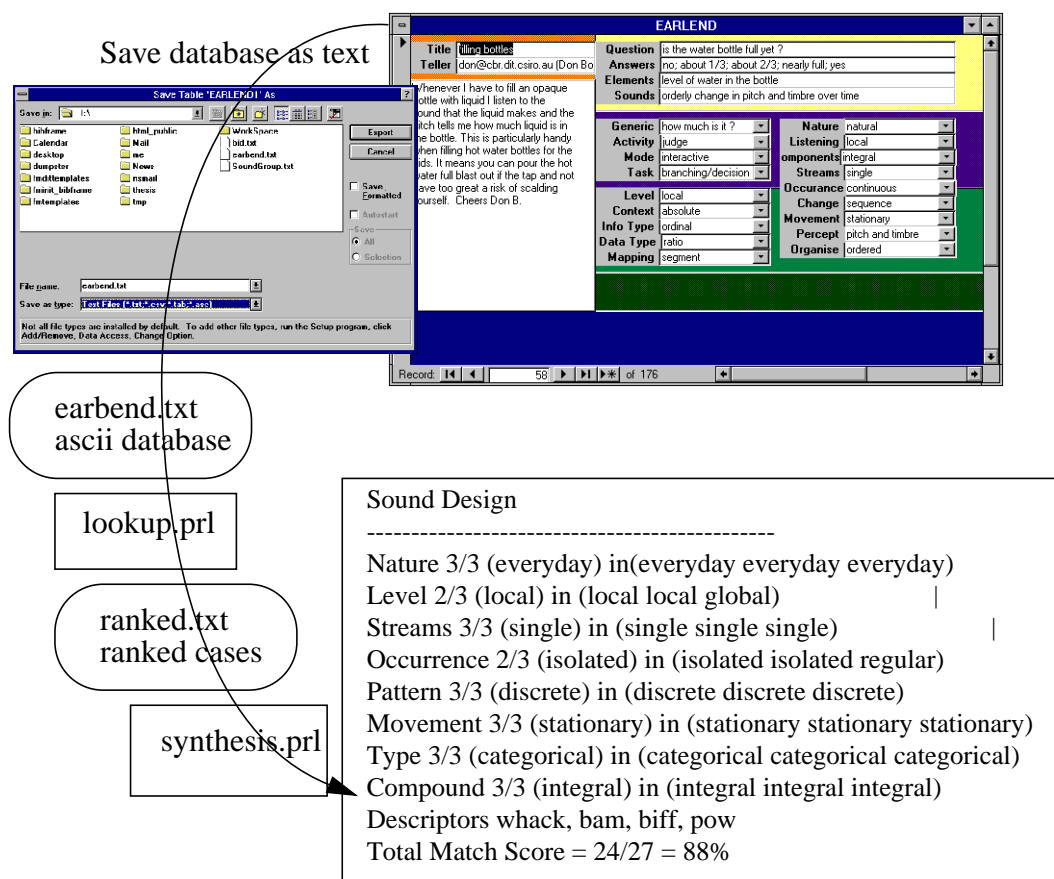 Save database as text
EARLEND
Title filling bottles
Teller don@cbr.dit.csiro.au (Don Bo
Whenever I have to fill an opaque
bottle with liquid I listen to the
sound that the liquid makes and the
pitch tells me how much liquid is in
the bottle. This is particularly handy
when filling hot water bottles for the
kids. It means you can pour the hot
water full blast out if the tap and not
have too great a risk of scalding
yourself. Cheers Don B.
Question is the water bottle full yet ?
Answers no; about 1/3; about 2/3; nearly full; yes
Elements level of water in the bottle
Sounds orderly change in pitch and timbre over time
Generic how much is it ?
Activity judge
Mode interactive
Task branching/decision
Level local
Context absolute
Info Type ordinal
Data Type ratio
Mapping segment
Nature natural
Listening local
omponents integral
Streams single
Occurance continuous
Change sequence
Movement stationary
Percept pitch and timbre
Organise ordered
Record: 58 of 176
Save Table 'EARLEND1' As
Save in: I:\
bibframe
Calendar
desktop
dumpster
fmdittemplates
fminit_bibframe
fmtemplates
html_public
Mail
me
News
nsmail
thesis
tmp
WorkSpace
bid.txt
earbend.txt
SoundGroup.txt
Export
Cancel
Save
Formatted
Autostart
Save
All
Selection
File name: earbend.txt
Save as type: Text Files (*.txt;*.csv;*.tab;*.asc)
Not all file types are installed by default. To add other file types, run the Setup program, click
Add/Remove, Data Access, Change Option.
earbend.txt
ascii database
lookup.prl
ranked.txt
ranked cases
synthesis.prl
Sound Design
----------------------------------------------
Nature 3/3 (everyday) in(everyday everyday everyday)
Level 2/3 (local) in (local local global) |
Streams 3/3 (single) in (single single single) |
Occurrence 2/3 (isolated) in (isolated isolated regular)
Pattern 3/3 (discrete) in (discrete discrete discrete)
Movement 3/3 (stationary) in (stationary stationary stationary)
Type 3/3 (categorical) in (categorical categorical categorical)
Compound 3/3 (integral) in (integral integral integral)
Descriptors whack, bam, biff, pow
Total Match Score = 24/27 = 88%